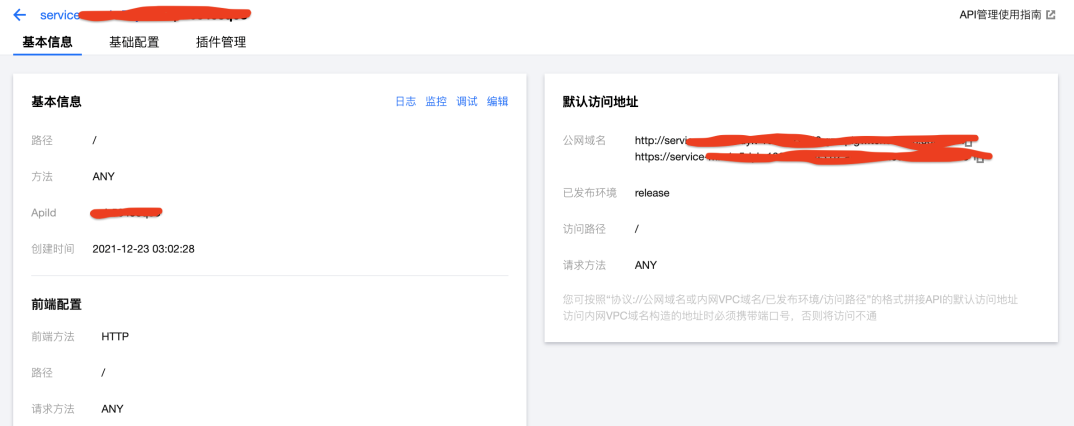 service
API管理使用指南
基本信息 基础配置 插件管理
基本信息 日志 监控 调试 编辑
路径 /
方法 ANY
ApiId
创建时间 2021-12-23 03:02:28
前端配置
前端方法 HTTP
路径 /
请求方法 ANY
默认访问地址
公网域名 http://servi
https://service
已发布环境 release
访问路径 /
请求方法 ANY
您可按照“协议://公网域名或内网VPC域名/已发布环境/访问路径”的格式拼接API的默认访问地址
访问内网VPC域名构造的地址时必须携带端口号，否则将访问不通